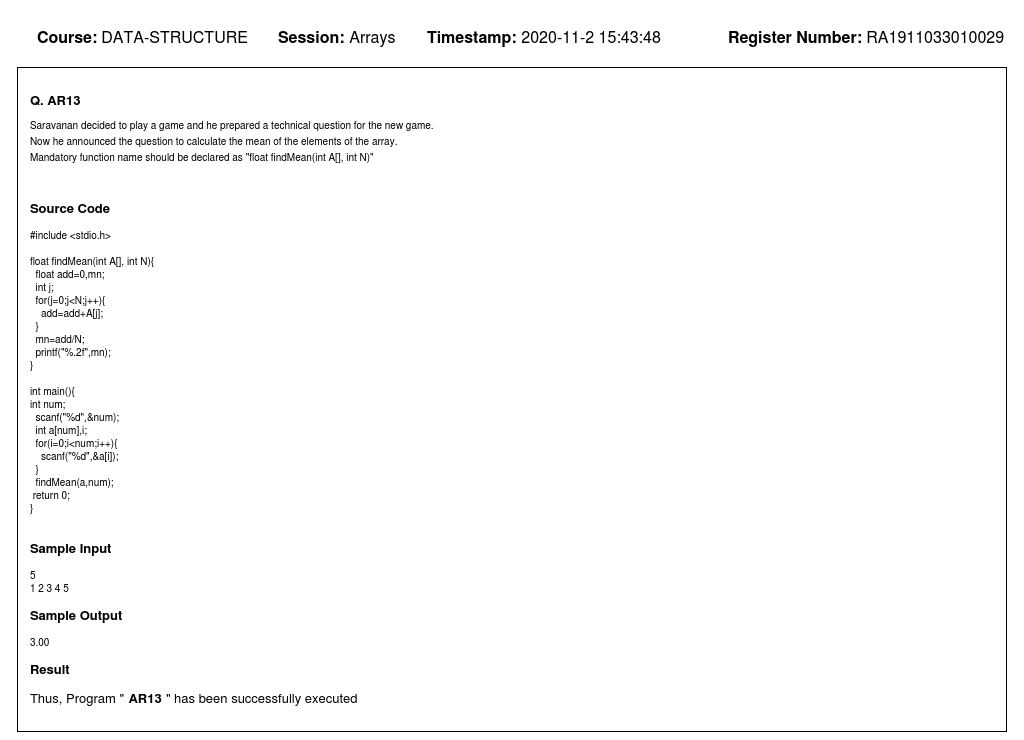 Course: DATA-STRUCTURE Session: Arrays Timestamp: 2020-11-2 15:43:48 Register Number: RA1911033010029
Q. AR13
Saravanan decided to play a game and he prepared a technical question for the new game.
Now he announced the question to calculate the mean of the elements of the array.
Mandatory function name should be declared as "float findMean(int A[], int N)"
Source Code
#include <stdio.h>
float findMean(int A[], int N){
float add=0,mn;
int j;
for(j=0;j<N;j++){
add=add+A[j];
}
mn=add/N;
printf("%.2f",mn);
}
int main(){
int num;
scanf("%d",&num);
int a[num],i;
for(i=0;i<num;i++){
scanf("%d",&a[i]);
}
findMean(a,num);
return 0;
}
Sample Input
5
1 2 3 4 5
Sample Output
3.00
Result
Thus, Program " AR13 " has been successfully executed